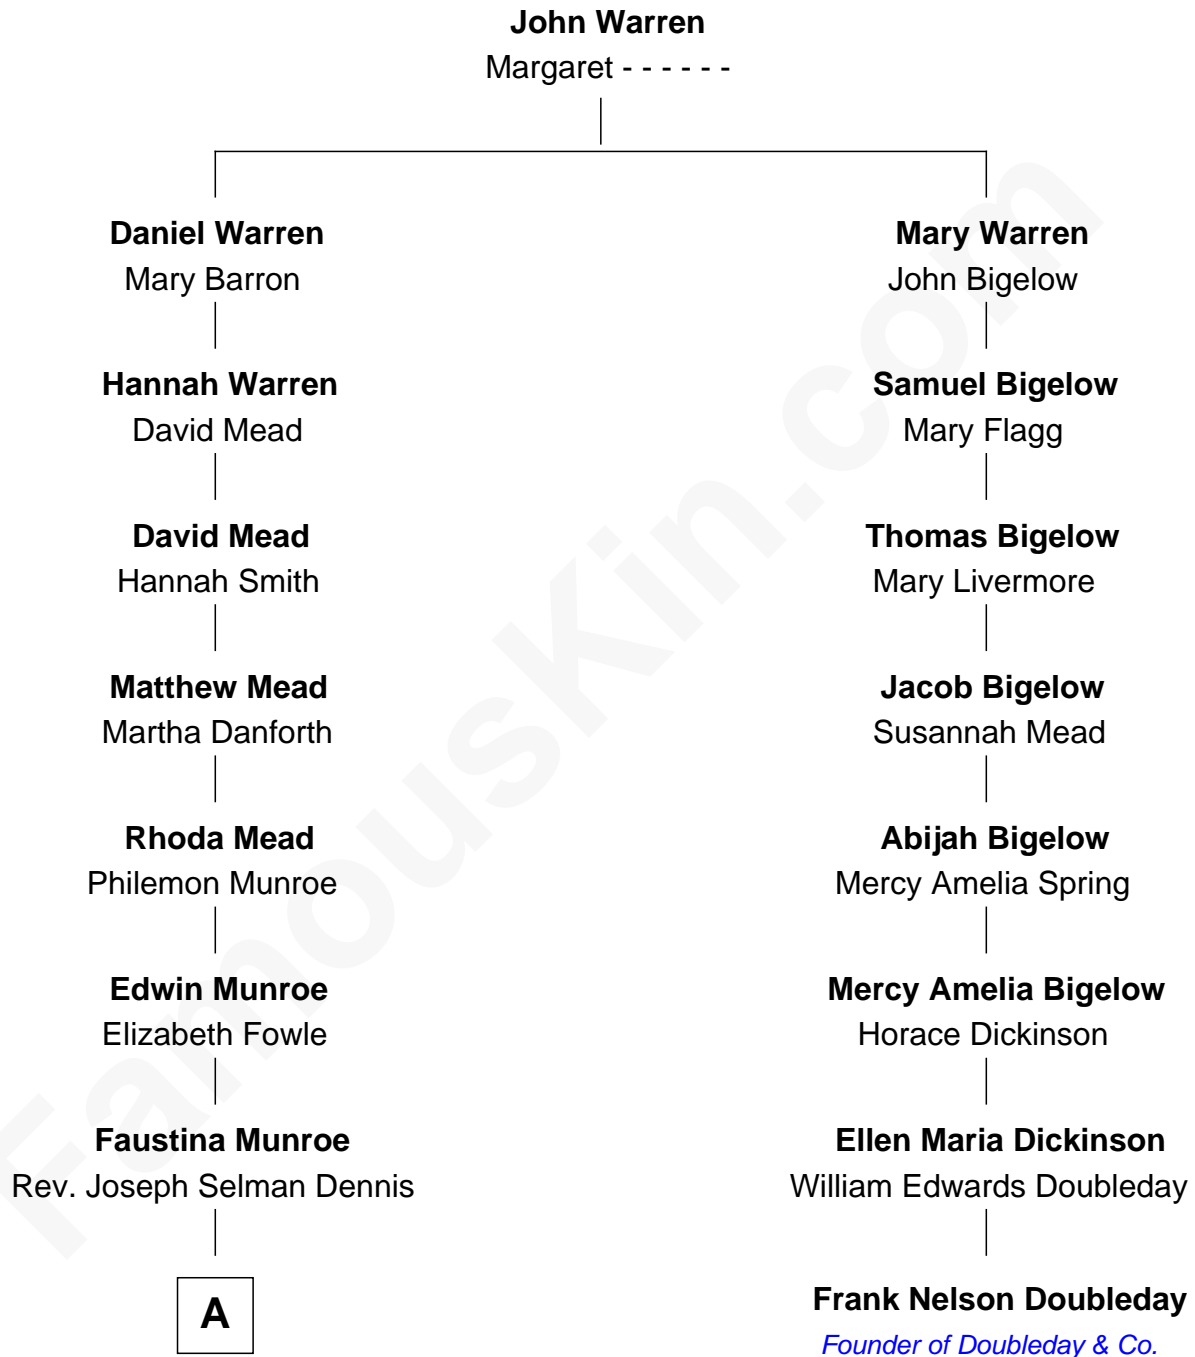 John Warren
Margaret - - - - - -
Daniel Warren
Mary Barron
Hannah Warren
David Mead
David Mead
Hannah Smith
Matthew Mead
Martha Danforth
Rhoda Mead
Philemon Munroe
Edwin Munroe
Elizabeth Fowle
Faustina Munroe
Rev. Joseph Selman Dennis
A
Mary Warren
John Bigelow
Samuel Bigelow
Mary Flagg
Thomas Bigelow
Mary Livermore
Jacob Bigelow
Susannah Mead
Abijah Bigelow
Mercy Amelia Spring
Mercy Amelia Bigelow
Horace Dickinson
Ellen Maria Dickinson
William Edwards Doubleday
Frank Nelson Doubleday
Founder of Doubleday & Co.
FamousKin.com